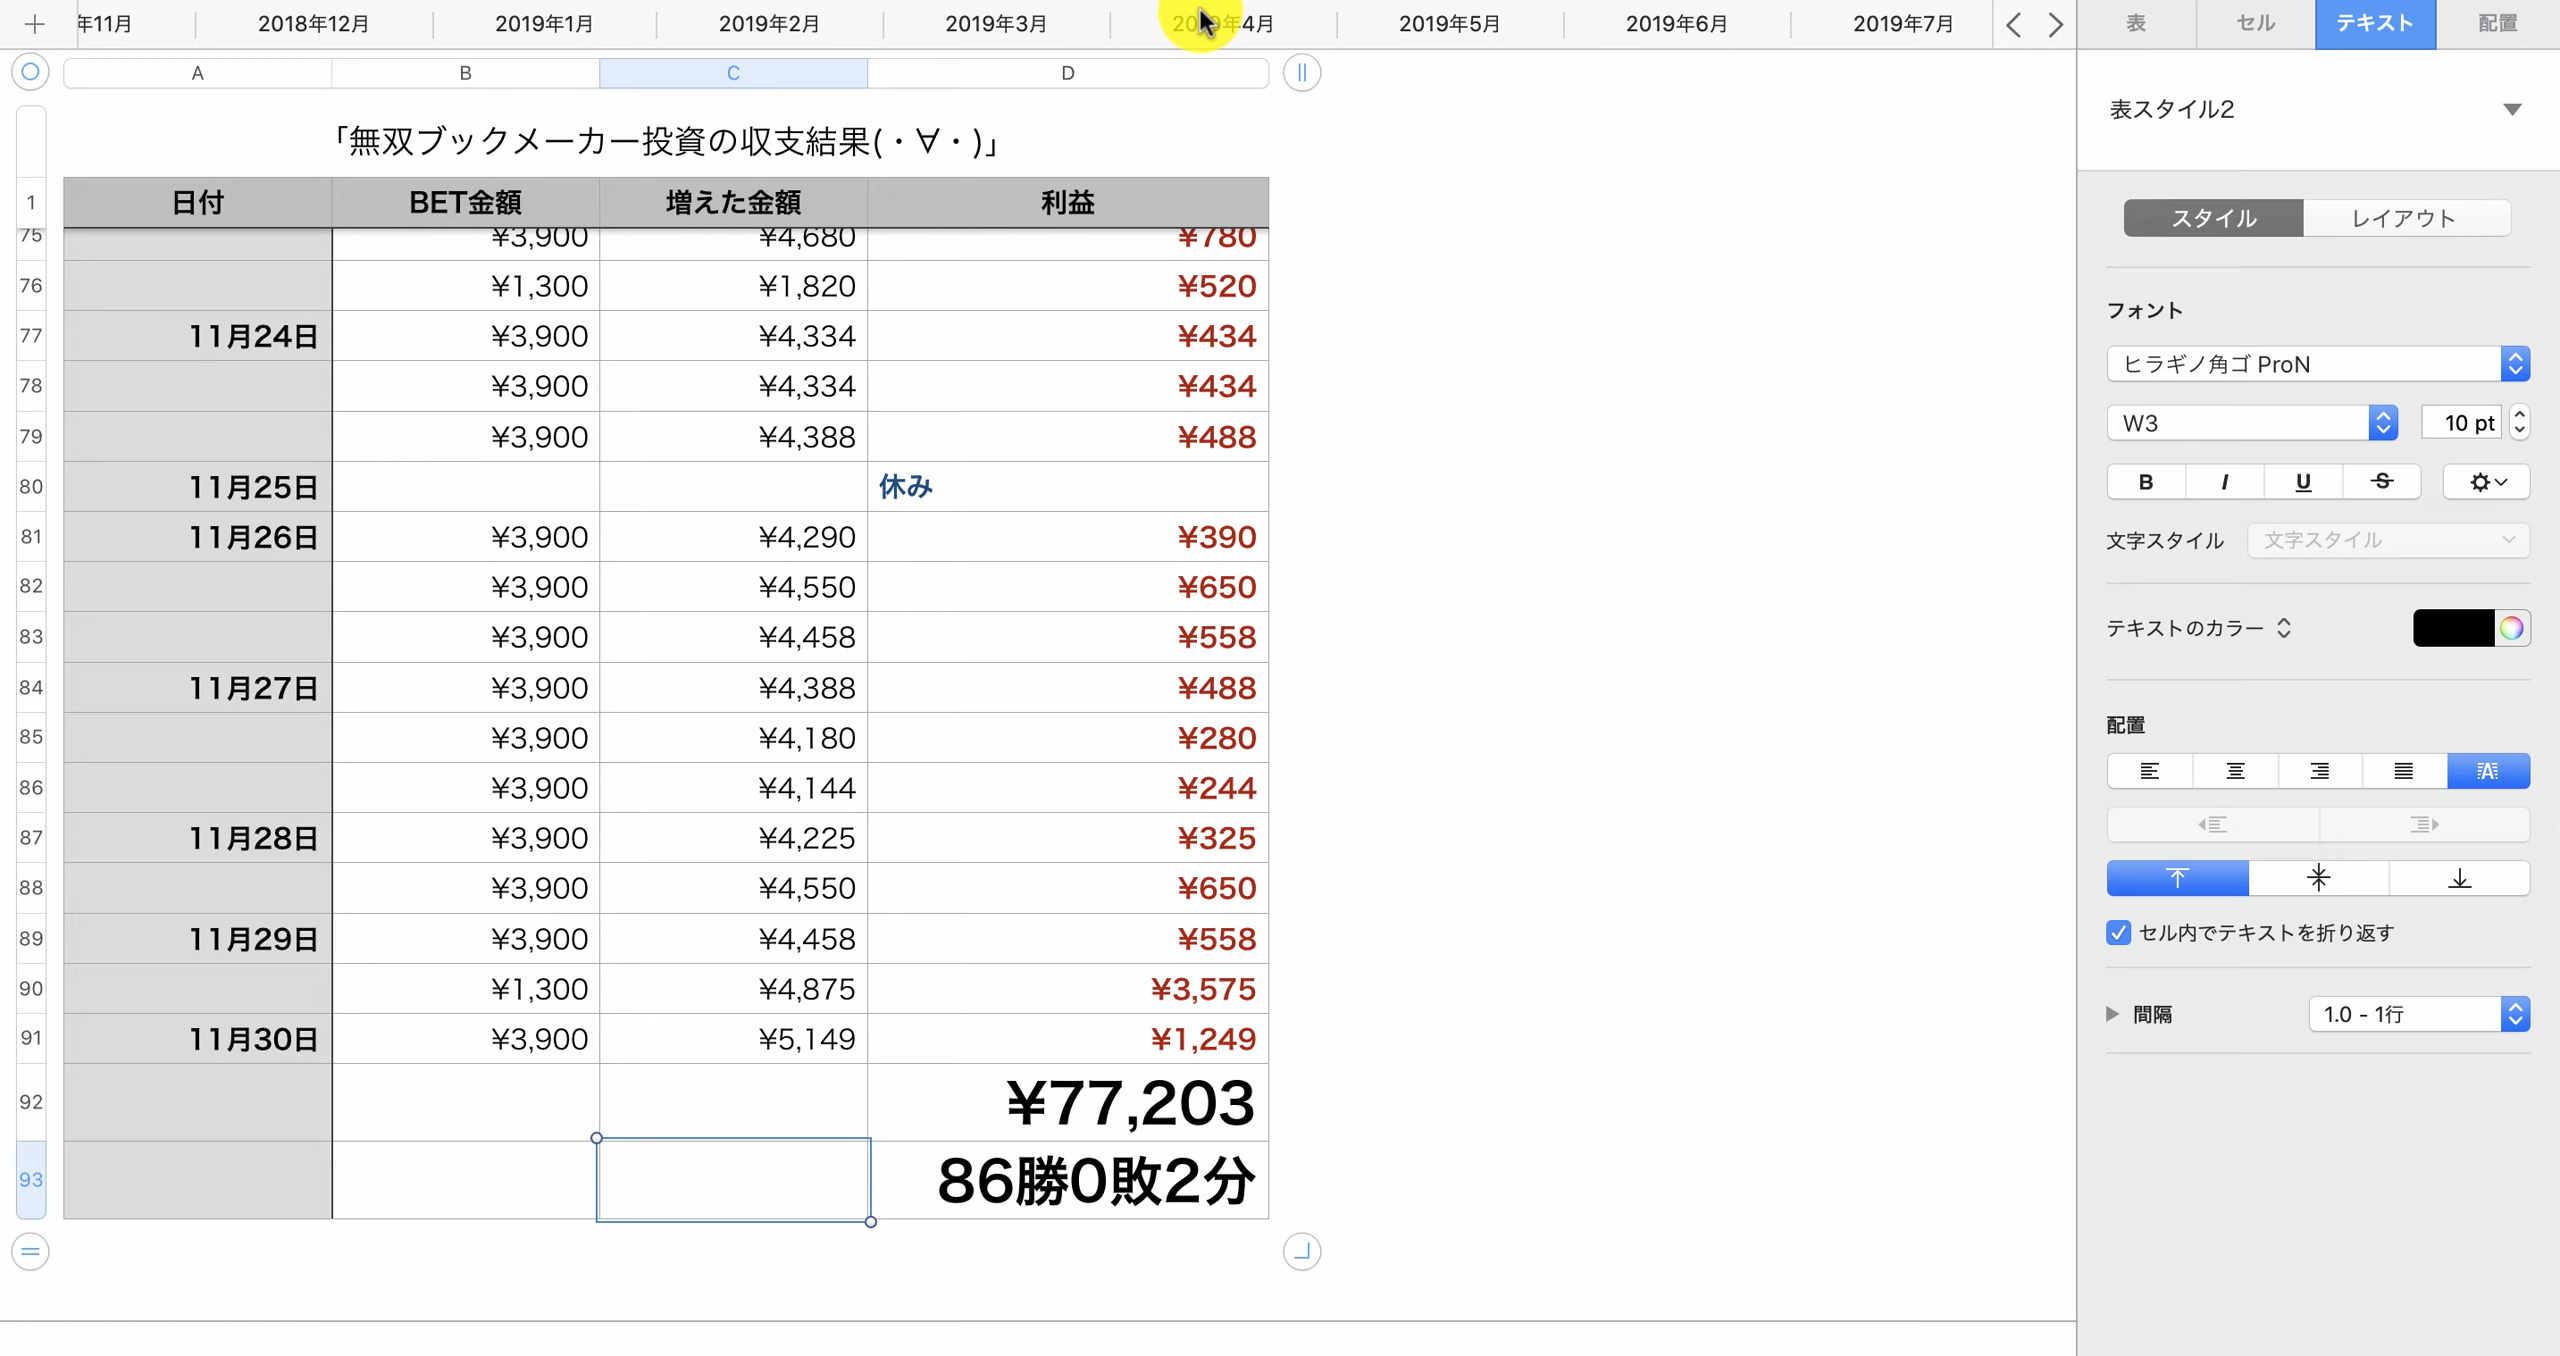 年11月 2018年12月 2019年1月 2019年2月 2019年3月 2019年4月 2019年5月 2019年6月 2019年7月 表 セル テキスト 配置
A B C D
「無双ブックメーカー投資の収支結果(・∀・)」
1 日付 BET金額 増えた金額 利益
75 ¥3,900 ¥4,680 ¥780
76 ¥1,300 ¥1,820 ¥520
77 11月24日 ¥3,900 ¥4,334 ¥434
78 ¥3,900 ¥4,334 ¥434
79 ¥3,900 ¥4,388 ¥488
80 11月25日 休み
81 11月26日 ¥3,900 ¥4,290 ¥390
82 ¥3,900 ¥4,550 ¥650
83 ¥3,900 ¥4,458 ¥558
84 11月27日 ¥3,900 ¥4,388 ¥488
85 ¥3,900 ¥4,180 ¥280
86 ¥3,900 ¥4,144 ¥244
87 11月28日 ¥3,900 ¥4,225 ¥325
88 ¥3,900 ¥4,550 ¥650
89 11月29日 ¥3,900 ¥4,458 ¥558
90 ¥1,300 ¥4,875 ¥3,575
91 11月30日 ¥3,900 ¥5,149 ¥1,249
92 ¥77,203
93 86勝0敗2分
表スタイル2
スタイル レイアウト
フォント
ヒラギノ角ゴ ProN
W3 10 pt
B I U S
文字スタイル 文字スタイル
テキストのカラー
配置
セル内でテキストを折り返す
間隔 1.0 - 1行